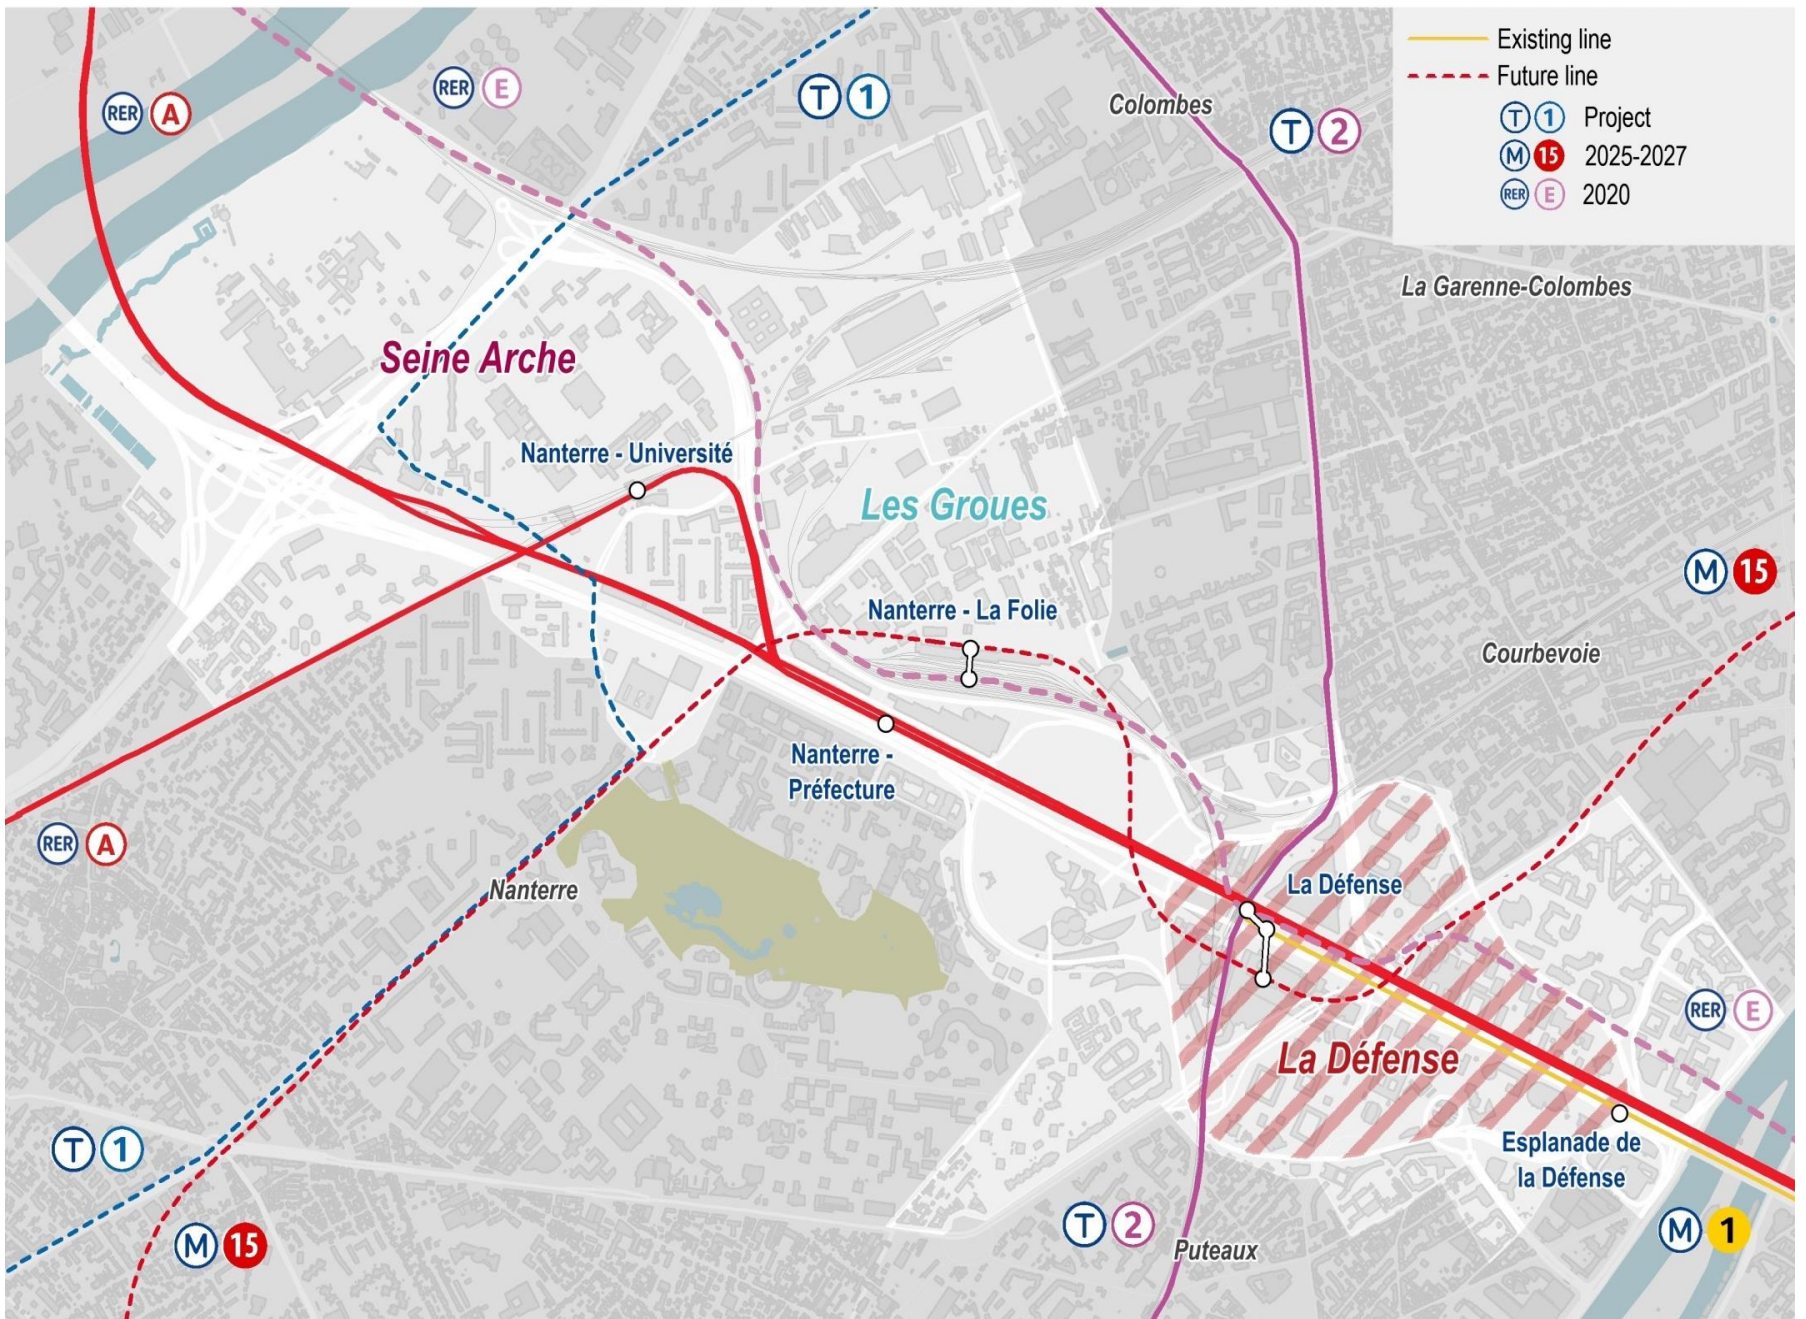 Existing line
Future line
T 1 Project
M 15 2025-2027
RER E 2020
RER A
RER E
T 1
Colombes
T 2
La Garenne-Colombes
Seine Arche
Nanterre - Université
Les Groues
M 15
Nanterre - La Folie
Courbevoie
Nanterre -
Préfecture
RER A
Nanterre
La Défense
RER E
La Défense
Esplanade de
la Défense
T 1
M 15
T 2
Puteaux
M 1